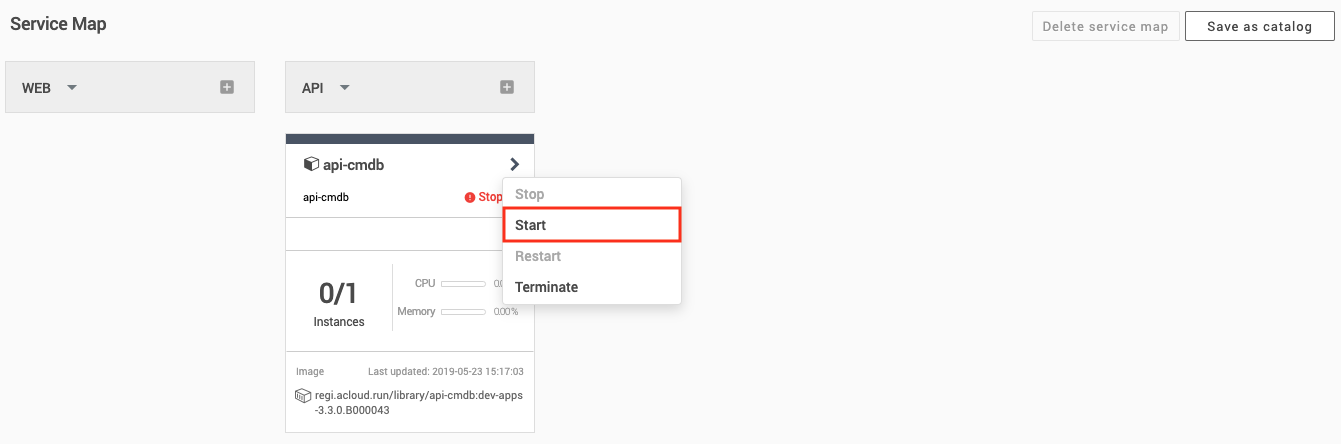 Service Map
Delete service map
Save as catalog
WEB
API
api-cmdb
api-cmdb
Stop
Stop
Start
Restart
Terminate
0/1
Instances
CPU
Memory
0.00%
Image
Last updated: 2019-05-23 15:17:03
regi.acloud.run/library/api-cmdb:dev-apps
-3.3.0.B000043